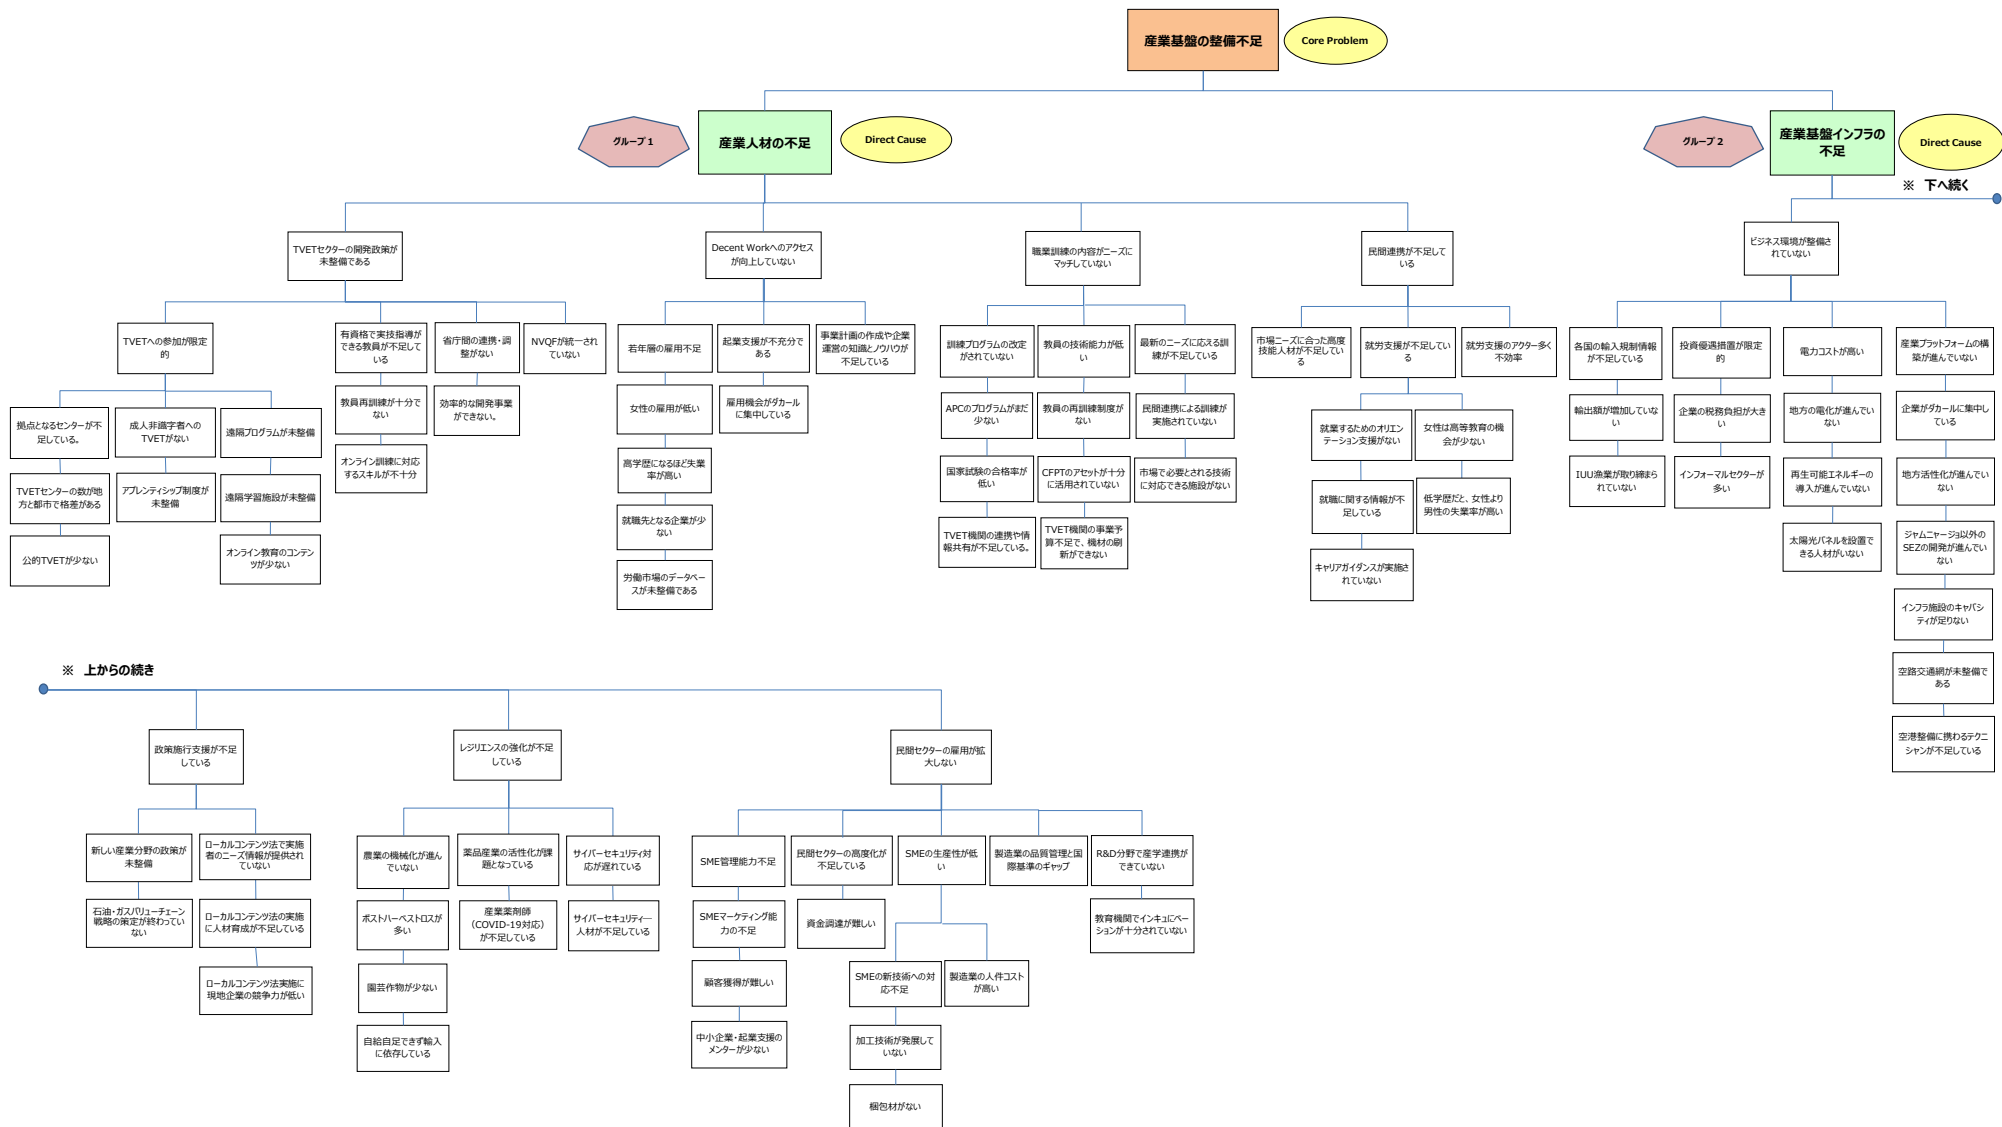 産業基盤の整備不足
Core Problem
グループ 1
産業人材の不足
Direct Cause
グループ 2
産業基盤インフラの
不足
Direct Cause
※ 下へ続く
TVETセクターの開発政策が
未整備である
Decent Workへのアクセス
が向上していない
職業訓練の内容がニーズに
マッチしていない
民間連携が不足して
いる
ビジネス環境が整備さ
れていない
TVETへの参加が限定
的
有資格で実技指導が
できる教員が不足して
いる
省庁間の連携・調
整がない
NVQFが統一され
ていない
若年層の雇用不足
起業支援が不充分で
ある
事業計画の作成や企業
運営の知識とノウハウが
不足している
訓練プログラムの改定
がされていない
教員の技術能力が低
い
最新のニーズに応える訓
練が不足している
市場ニーズに合った高度
技能人材が不足してい
る
就労支援が不足してい
る
就労支援のアクター多く
不効率
各国の輸入規制情報
が不足している
投資優遇措置が限定
的
電力コストが高い
産業プラットフォームの構
築が進んでいない
拠点となるセンターが不
足している。
成人非識字者への
TVETがない
遠隔プログラムが未整備
教員再訓練が十分で
ない
効率的な開発事業
ができない。
女性の雇用が低い
雇用機会がダカール
に集中している
APCのプログラムがまだ
少ない
教員の再訓練制度が
ない
民間連携による訓練が
実施されていない
就業するためのオリエン
テーション支援がない
女性は高等教育の機
会が少ない
輸出額が増加していな
い
企業の税務負担が大き
い
地方の電化が進んでい
ない
企業がダカールに集中し
ている
TVETセンターの数が地
方と都市で格差がある
アプレンティシップ制度が
未整備
遠隔学習施設が未整備
オンライン訓練に対応
するスキルが不十分
高学歴になるほど失業
率が高い
国家試験の合格率が
低い
CFPTのアセットが十分
に活用されていない
市場で必要とされる技術
に対応できる施設がない
就職に関する情報が不
足している
低学歴だと、女性より
男性の失業率が高い
IUU漁業が取り締まら
れていない
インフォーマルセクターが
多い
再生可能エネルギーの
導入が進んでいない
地方活性化が進んでい
ない
公的TVETが少ない
オンライン教育のコンテン
ツが少ない
就職先となる企業が少
ない
TVET機関の連携や情
報共有が不足している。
TVET機関の事業予
算不足で、機材の刷
新ができない
キャリアガイダンスが実施さ
れていない
太陽光パネルを設置で
きる人材がいない
ジャムニャージョ以外の
SEZの開発が進んでい
ない
労働市場のデータベー
スが未整備である
インフラ施設のキャパシ
ティが足りない
空路交通網が未整備で
ある
空港整備に携わるテクニ
シャンが不足している
※ 上からの続き
政策施行支援が不足
している
レジリエンスの強化が不足
している
民間セクターの雇用が拡
大しない
新しい産業分野の政策が
未整備
ローカルコンテンツ法で実施
者のニーズ情報が提供され
ていない
農業の機械化が進ん
でいない
薬品産業の活性化が課
題となっている
サイバーセキュリティ対
応が遅れている
SME管理能力不足
民間セクターの高度化が
不足している
SMEの生産性が低
い
製造業の品質管理と国
際基準のギャップ
R&D分野で産学連携が
できていない
石油・ガスバリューチェーン
戦略の策定が終わってい
ない
ローカルコンテンツ法の実施
に人材育成が不足している
ポストハーベストロスが
多い
産業薬剤師
（COVID-19対応）
が不足している
サイバーセキュリティー
人材が不足している
SMEマーケティング能
力の不足
資金調達が難しい
教育機関でインキュにベー
ションが十分されていない
ローカルコンテンツ法実施に
現地企業の競争力が低い
園芸作物が少ない
顧客獲得が難しい
SMEの新技術への対
応不足
製造業の人件コスト
が高い
自給自足できず輸入
に依存している
中小企業・起業支援の
メンターが少ない
加工技術が発展して
いない
梱包材がない